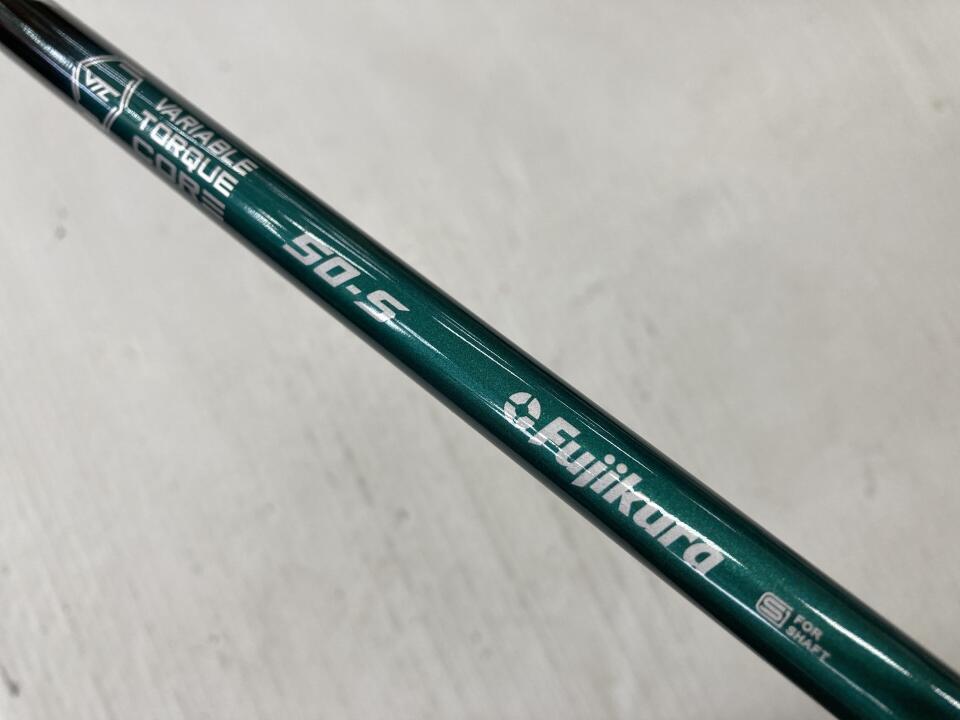 VTC
VARIABLE
TORQUE
CORE
50-S
Fujikura
S FOR
SHAFT